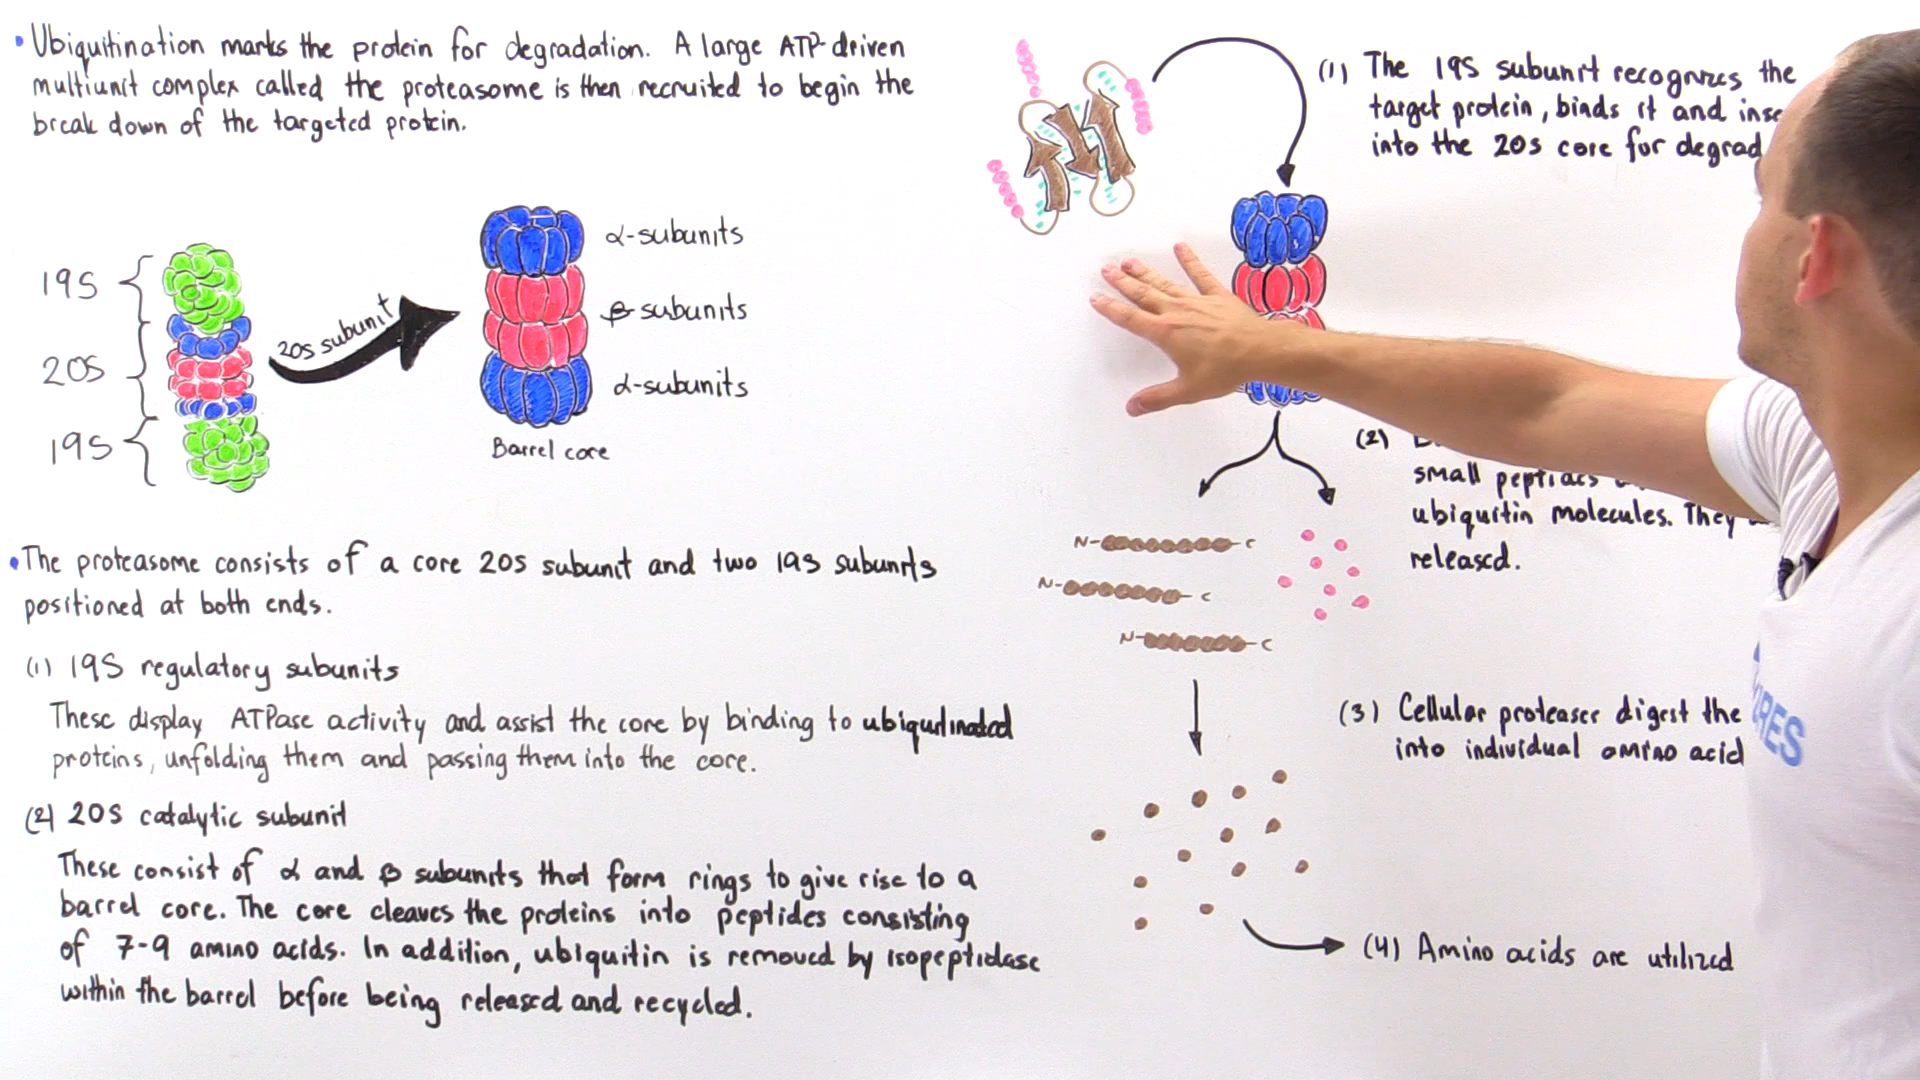 • Ubiquitination marks the protein for degradation. A large ATP-driven
multiunit complex called the proteasome is then recruited to begin the
break down of the targeted protein.
19S
20S
19S
20S subunit
α-subunits
β-subunits
α-subunits
Barrel core
• The proteasome consists of a core 20S subunit and two 19S subunits
positioned at both ends.
(1) 19S regulatory subunits
These display ATPase activity and assist the core by binding to ubiquitinated
proteins, unfolding them and passing them into the core.
(2) 20S catalytic subunit
These consist of α and β subunits that form rings to give rise to a
barrel core. The core cleaves the proteins into peptides consisting
of 7-9 amino acids. In addition, ubiquitin is removed by isopeptidase
within the barrel before being released and recycled.
(1) The 19S subunit recognizes the
target protein, binds it and
into the 20S core for
(2)
small peptides
ubiquitin molecules. They
released.
N- -C
N- -C
N- -C
(3) Cellular proteases digest the
into individual amino acid
(4) Amino acids are utilized